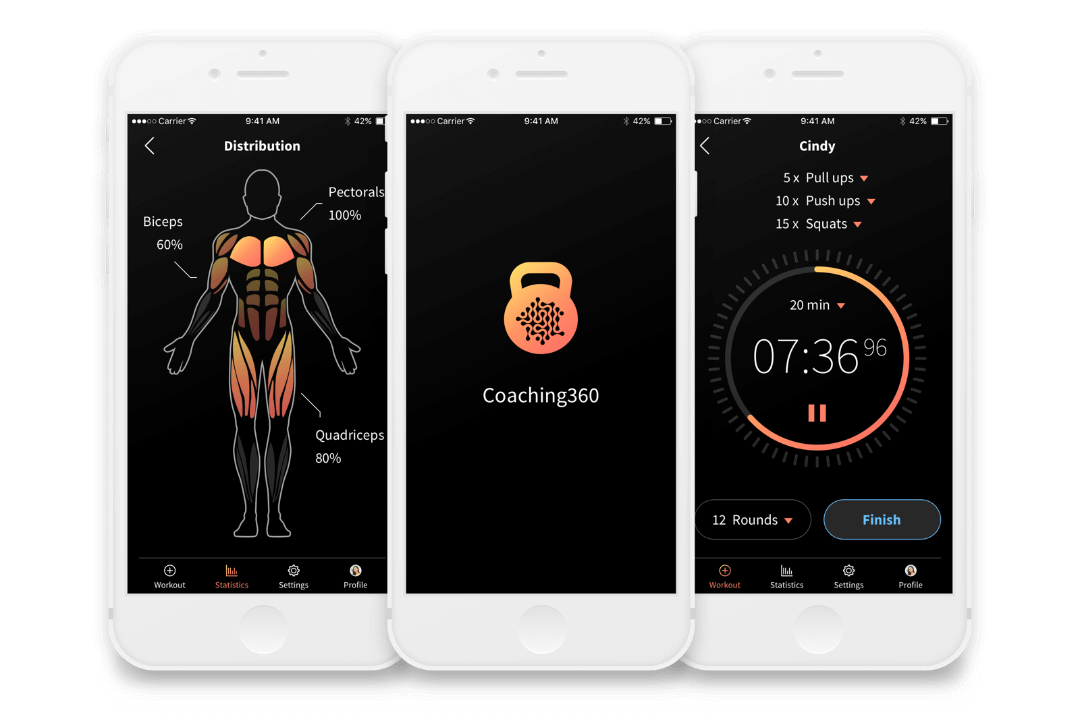 ●●●○○ Carrier 9:41 AM 42%
Distribution
Pectorals
100%
Biceps
60%
Quadriceps
80%
Workout Statistics Settings Profile
●●●○○ Carrier 9:41 AM 42%
Coaching360
●○○ Carrier 9:41 AM 42%
Cindy
5 x Pull ups
10 x Push ups
15 x Squats
20 min
07:36 96
12 Rounds
Finish
Workout Statistics Settings Profile